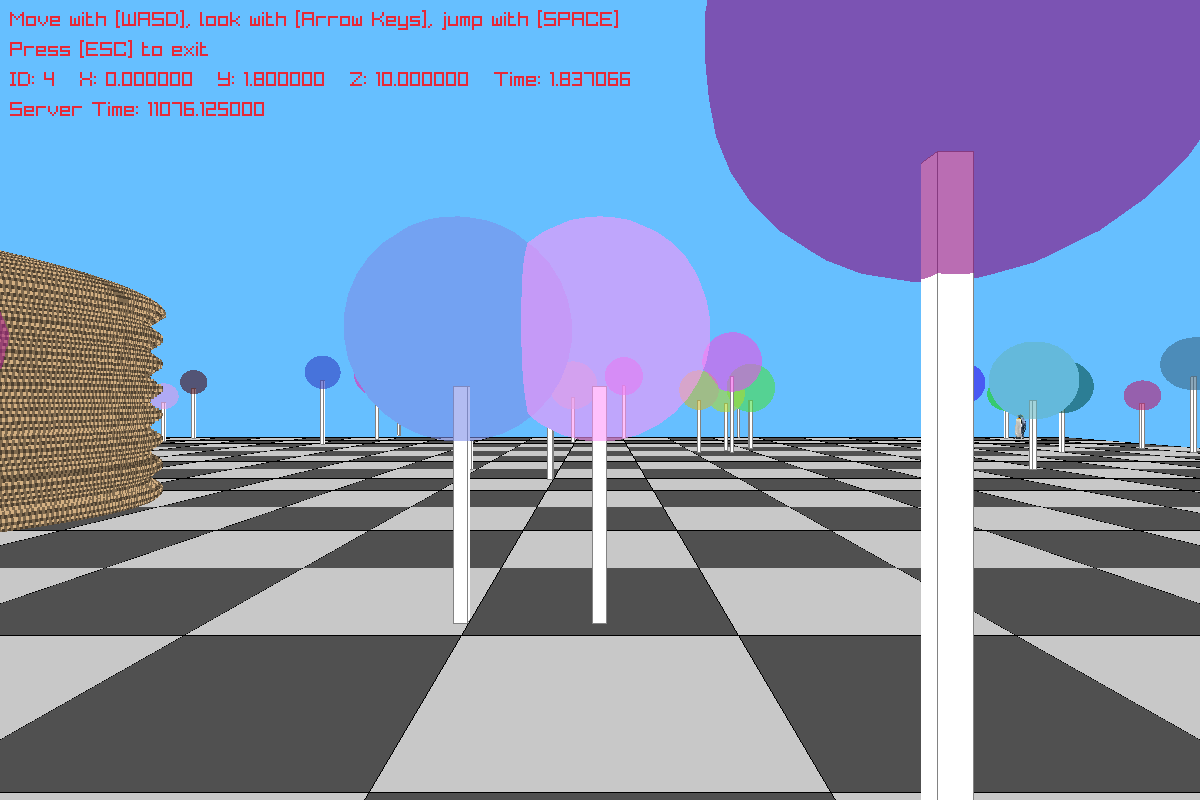 Move with [WASD], look with [Arrow Keys], jump with [SPACE]
Press [ESC] to exit
ID: 4 X: 0.000000 Y: 1.800000 Z: 10.000000 Time: 1.837066
Server Time: 11076.125000